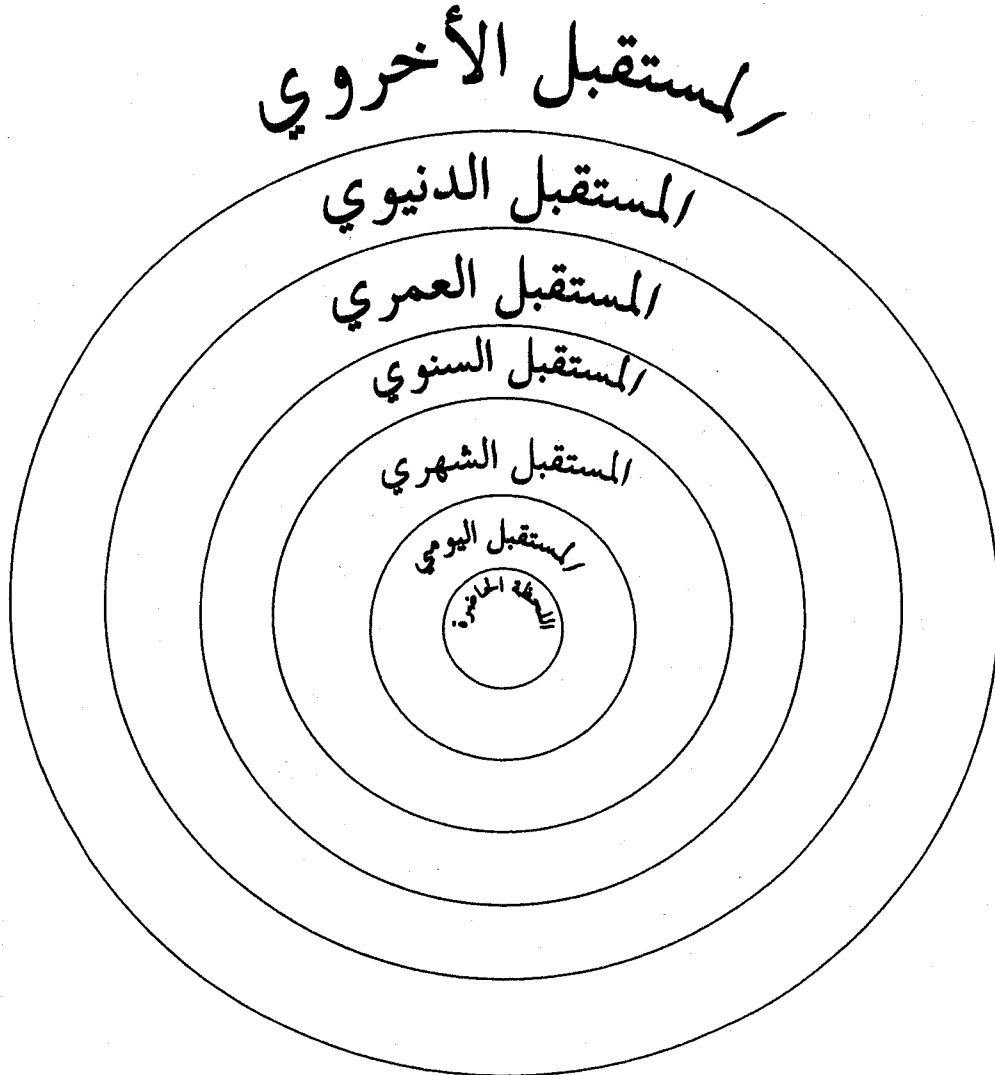 المستقبل الأخروي
المستقبل الدنيوي
المستقبل العمري
المستقبل السنوي
المستقبل الشهري
المستقبل اليومي
اللحظة الحاضرة